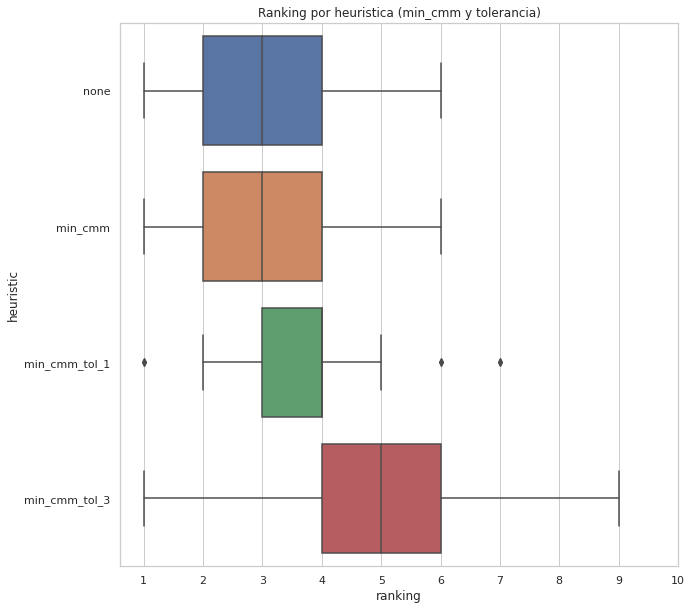 Ranking por heuristica (min_cmm y tolerancia)
heuristic
none
min_cmm
min_cmm_tol_1
min_cmm_tol_3
1 2 3 4 5 6 7 8 9 10
ranking